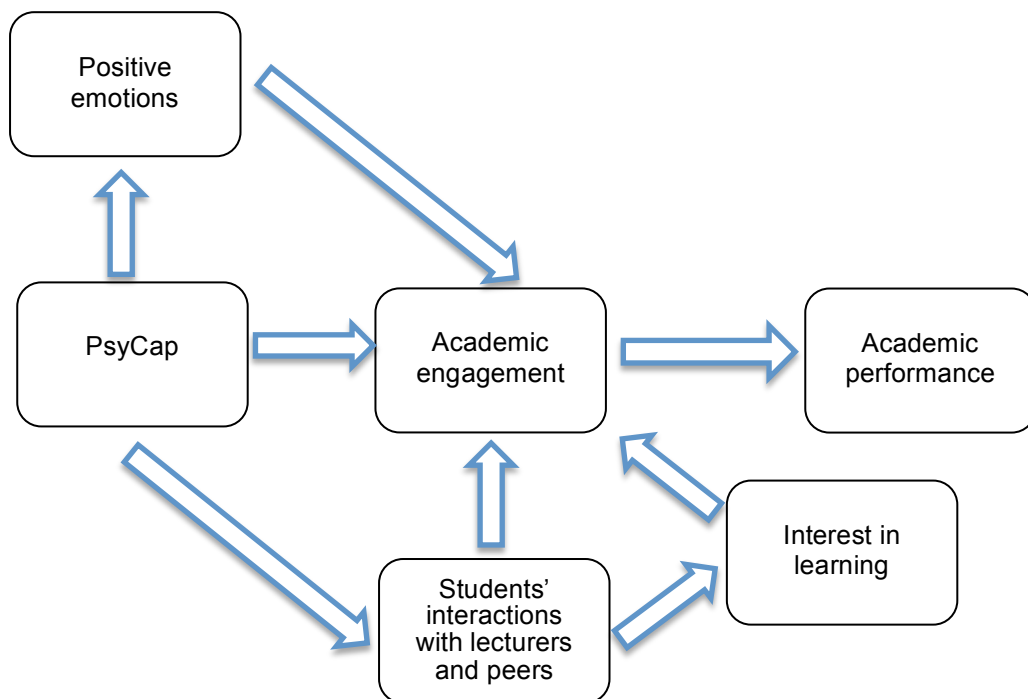 Positive
emotions
PsyCap
Academic
engagement
Academic
performance
Interest in
learning
Students’
interactions
with lecturers
and peers